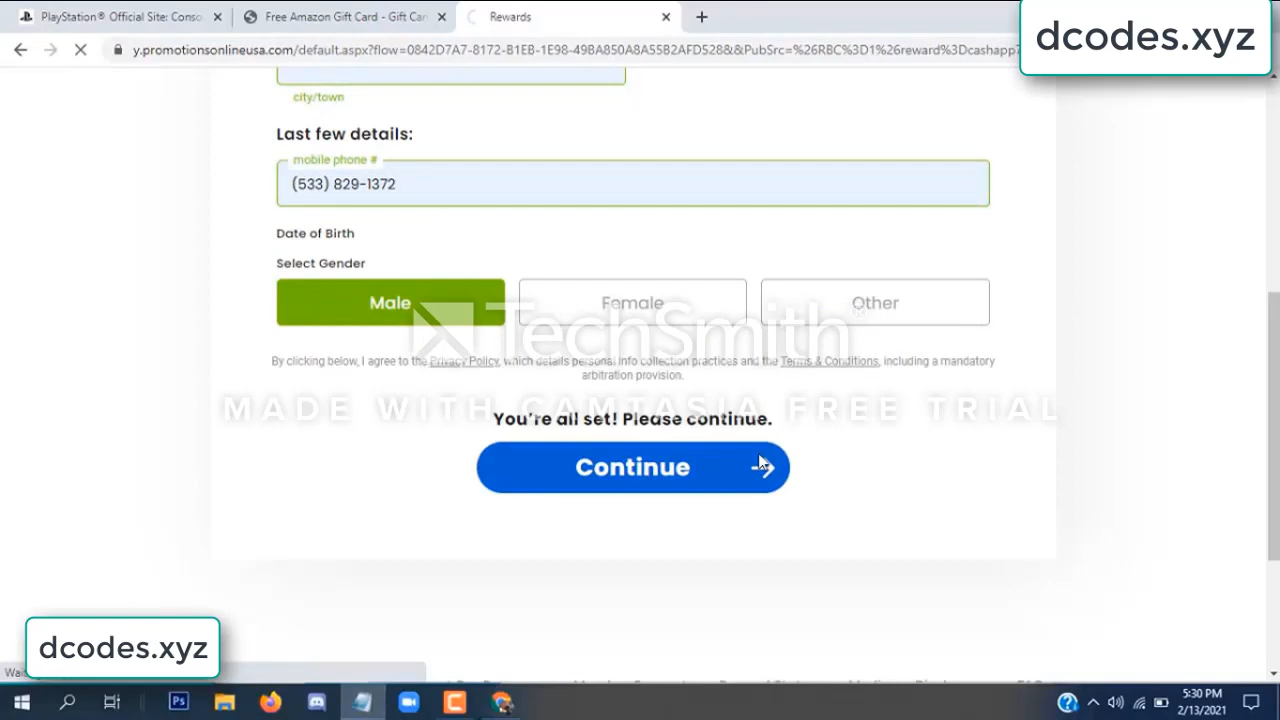 PlayStation® Official Site: Conso
Free Amazon Gift Card - Gift Car
Rewards
dcodes.xyz
y.promotionsonlineusa.com/default.aspx?flow=0842D7A7-8172-B1EB-1E98-49BA850A8A55B2AFD528&&PubSrc=%26RBC%3D1%26reward%3Dcashapp7
city/town
Last few details:
mobile phone #
(533) 829-1372
Date of Birth
Select Gender
Male
Female
Other
TechSmith
By clicking below, I agree to the Privacy Policy, which details personal info collection practices and the Terms & Conditions, including a mandatory
arbitration provision.
MADE WITH CAMTASIA FREE TRIAL
You're all set! Please continue.
Continue
dcodes.xyz
Ps
5:30 PM
2/13/2021